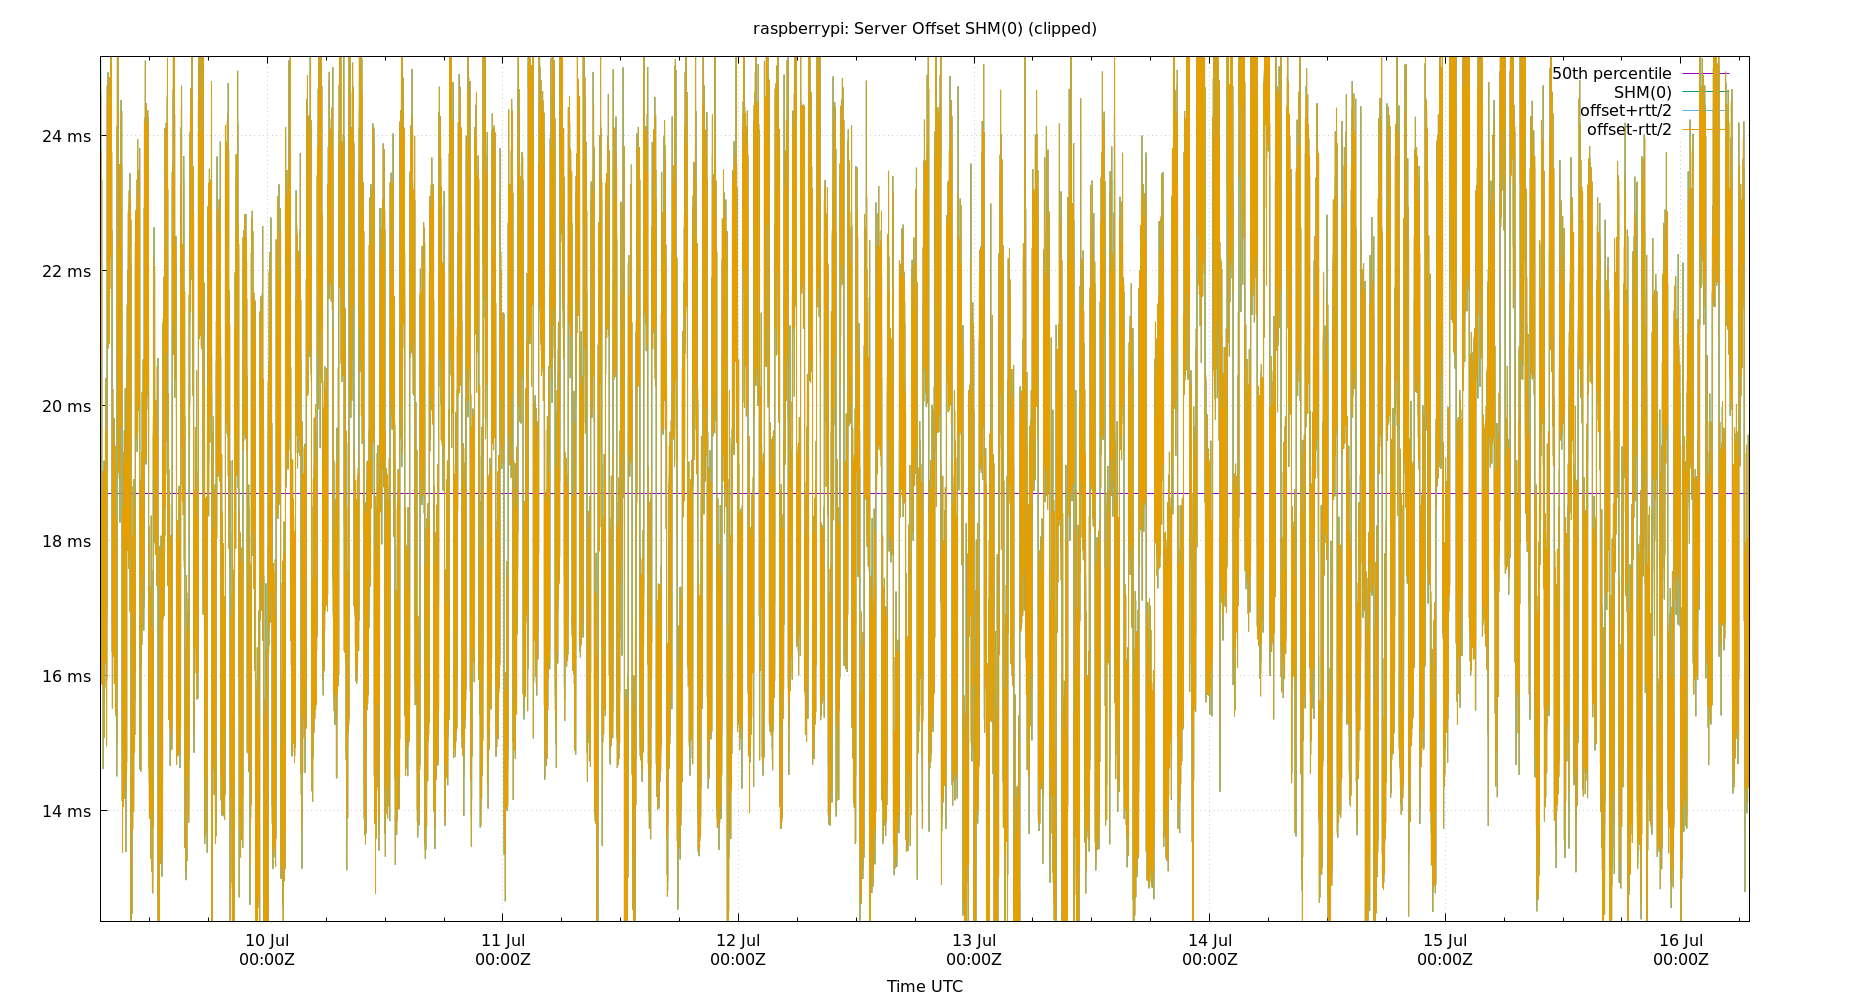 raspberrypi: Server Offset SHM(0) (clipped)
50th percentile
SHM(0)
offset+rtt/2
offset-rtt/2
24 ms
22 ms
20 ms
18 ms
16 ms
14 ms
10 Jul 11 Jul 12 Jul 13 Jul 14 Jul 15 Jul 16 Jul
00:00Z 00:00Z 00:00Z 00:00Z 00:00Z 00:00Z 00:00Z
Time UTC